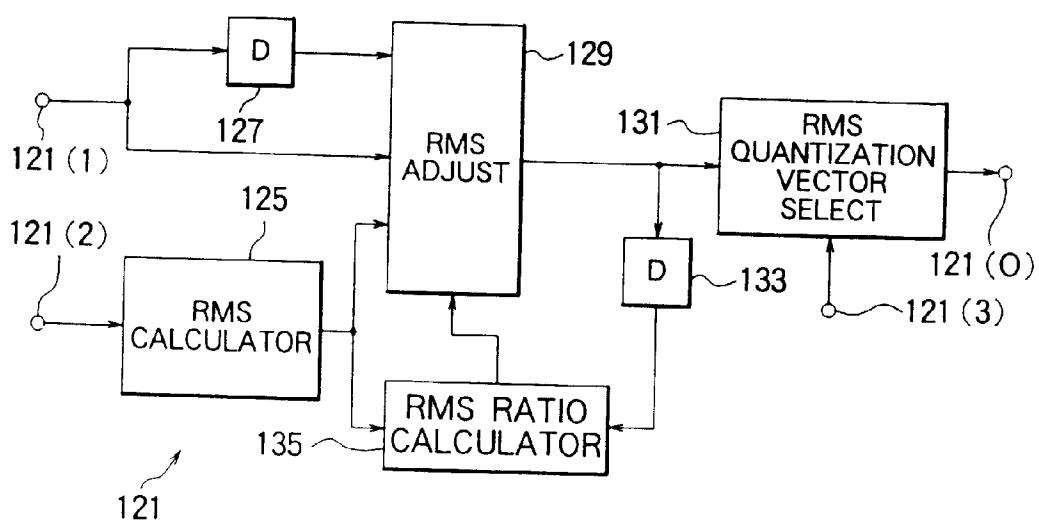 D
127
129
121 (1)
RMS
ADJUST
131
RMS
QUANTIZATION
VECTOR
SELECT
121 (2)
125
RMS
CALCULATOR
D
133
121 (O)
121 (3)
RMS RATIO
CALCULATOR
135
121